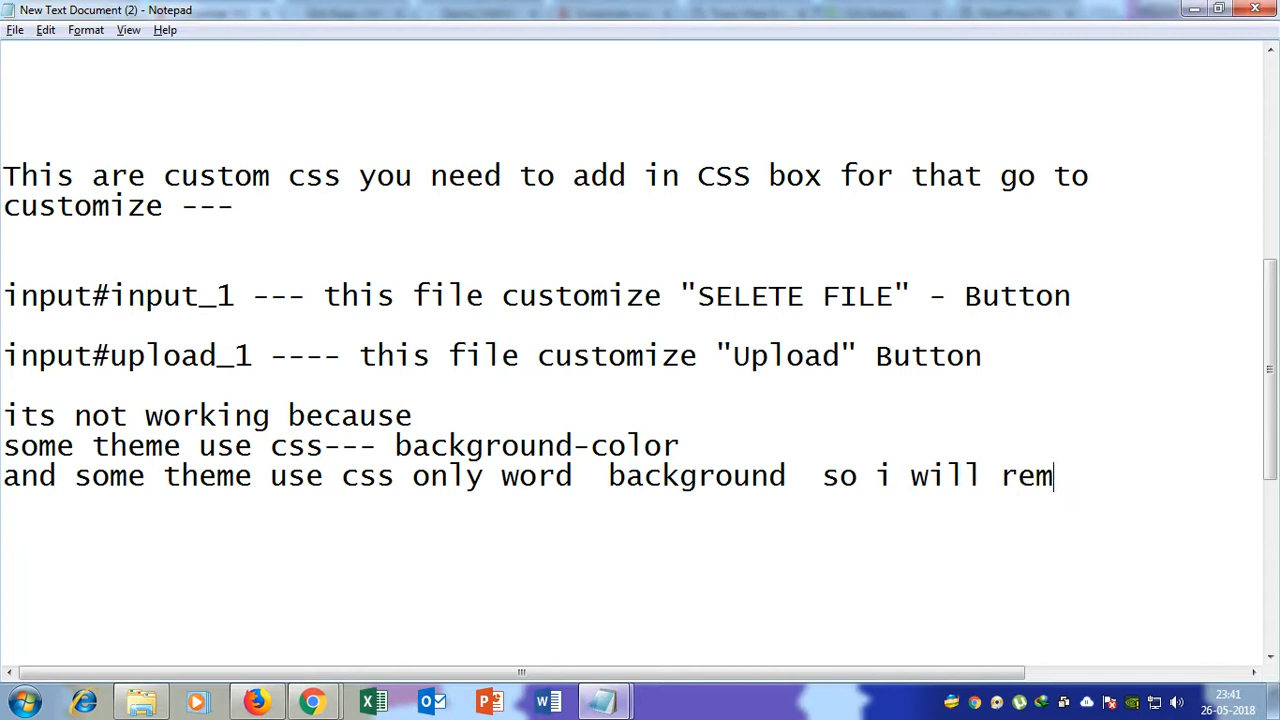 New Text Document (2) - Notepad
File Edit Format View Help
This are custom css you need to add in CSS box for that go to
customize ---
input#input_1 --- this file customize "SELETE FILE" - Button
input#upload_1 ---- this file customize "Upload" Button
its not working because
some theme use css--- background-color
and some theme use css only word  background  so i will rem
23:41
26-05-2018